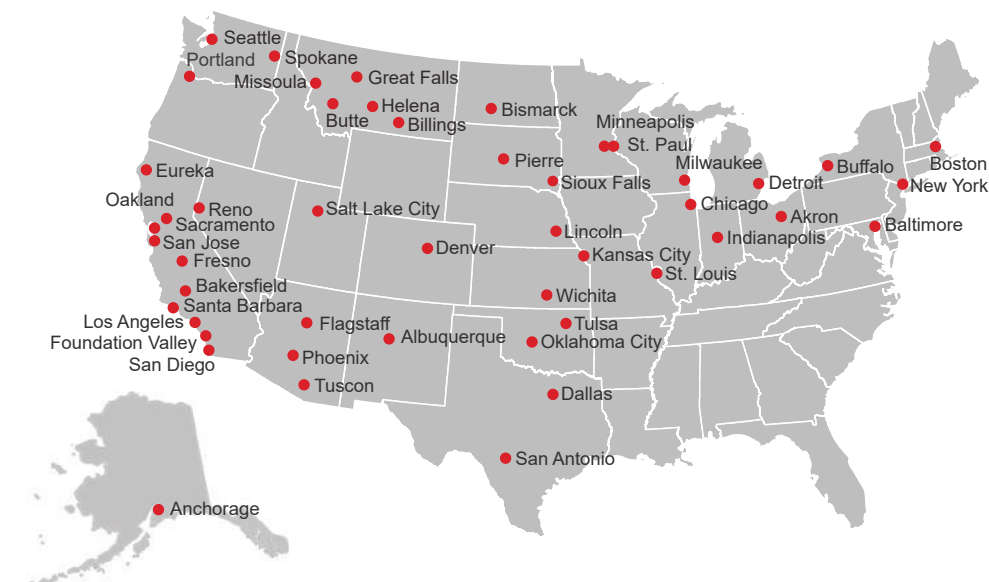 Seattle
Portland
Spokane
Missoula
Great Falls
Helena
Butte
Billings
Bismarck
Minneapolis
St. Paul
Pierre
Milwaukee
Buffalo
Boston
Eureka
Sioux Falls
Detroit
New York
Oakland
Reno
Salt Lake City
Chicago
Akron
Sacramento
Baltimore
San Jose
Denver
Lincoln
Indianapolis
Fresno
Kansas City
St. Louis
Bakersfield
Santa Barbara
Wichita
Los Angeles
Flagstaff
Albuquerque
Tulsa
Foundation Valley
Oklahoma City
San Diego
Phoenix
Tuscon
Dallas
San Antonio
Anchorage